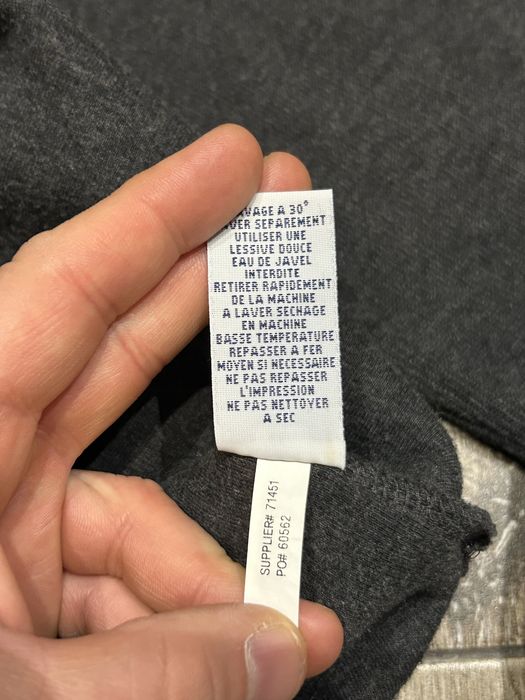 LAVAGE A 30°
LAVER SEPAREMENT
UTILISER UNE
LESSIVE DOUCE
EAU DE JAVEL
INTERDITE
RETIRER RAPIDEMENT
DE LA MACHINE
A LAVER SECHAGE
EN MACHINE
BASSE TEMPERATURE
REPASSER A FER
MOYEN SI NECESSAIRE
NE PAS REPASSER
L'IMPRESSION
NE PAS NETTOYER
A SEC
SUPPLIER# 71451
PO# 60562